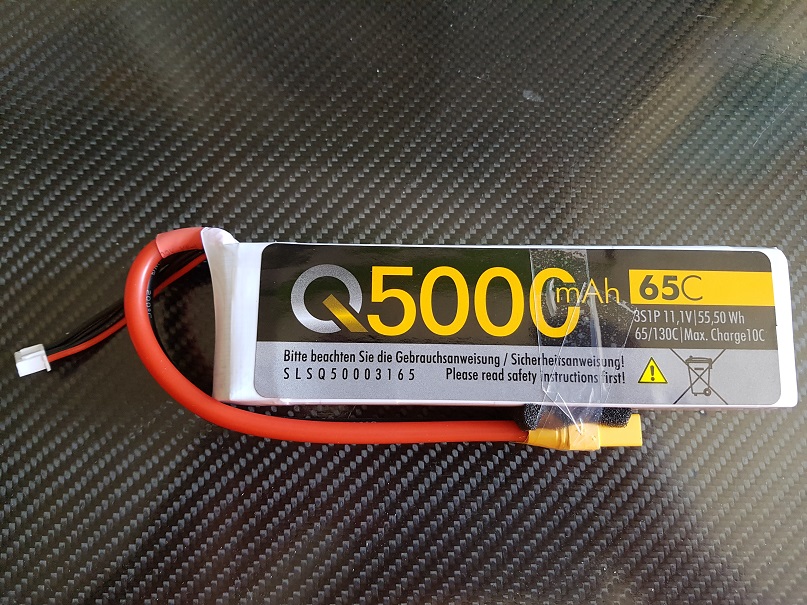 Q5000mAh 65C
3S1P 11,1V|55,50 Wh
65/130C|Max. Charge10C
Bitte beachten Sie die Gebrauchsanweisung / Sicherheitsanweisung!
SLSQ50003165 Please read safety instructions first!